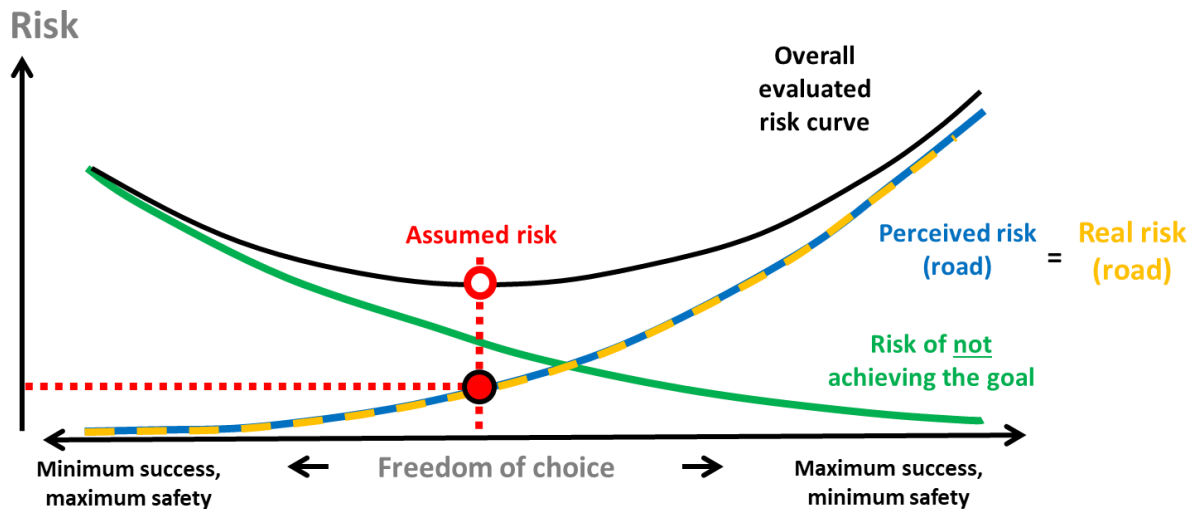 Risk
Overall
evaluated
risk curve
Assumed risk
Perceived risk
(road)
=
Real risk
(road)
Risk of not
achieving the goal
Minimum success,
maximum safety
Freedom of choice
Maximum success,
minimum safety